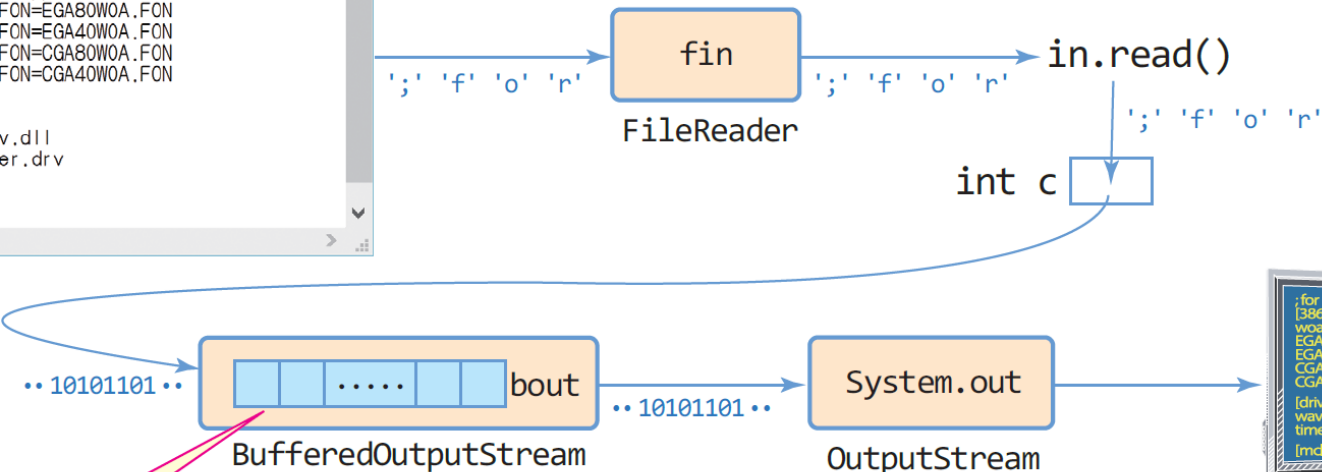 FON=EGA80WOA.FON
FON=EGA40WOA.FON
FON=CGA80WOA.FON
FON=CGA40WOA.FON
v.dll
er.drv
';' 'f' 'o' 'r'
fin
FileReader
';' 'f' 'o' 'r'
in.read()
';' 'f' 'o' 'r'
int c
·· 10101101 ··
·····
bout
BufferedOutputStream
·· 10101101 ··
System.out
OutputStream
;for
[386
woa
EGA
EGA
CGA
CGA
[driv
wav
time
[mci